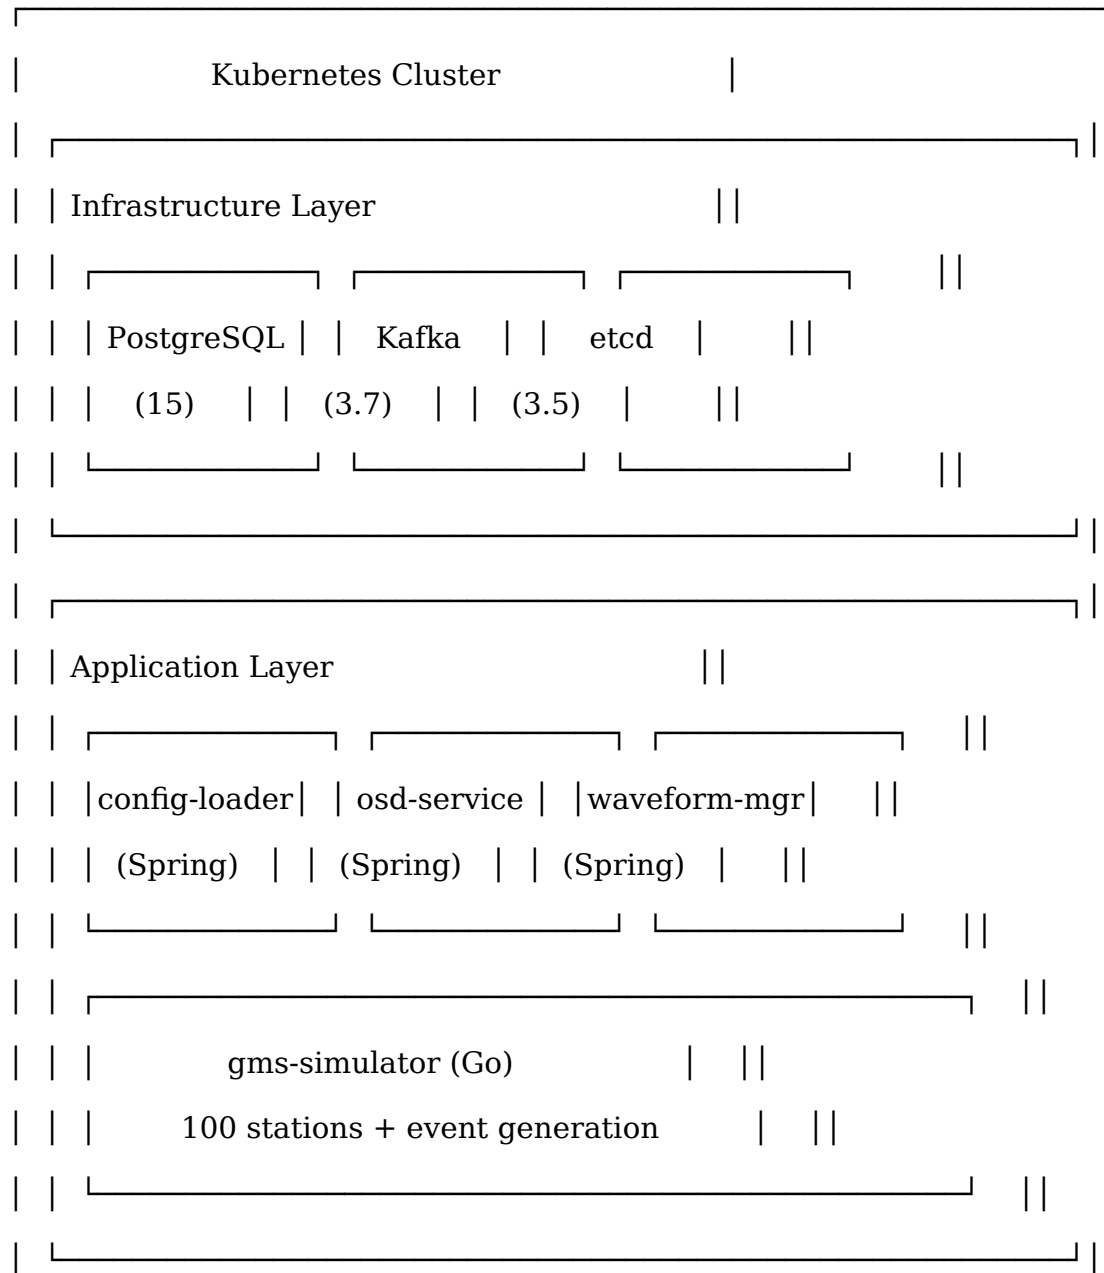 Kubernetes Cluster
Infrastructure Layer
PostgreSQL Kafka etcd
(15) (3.7) (3.5)
Application Layer
config-loader osd-service waveform-mgr
(Spring) (Spring) (Spring)
gms-simulator (Go)
100 stations + event generation